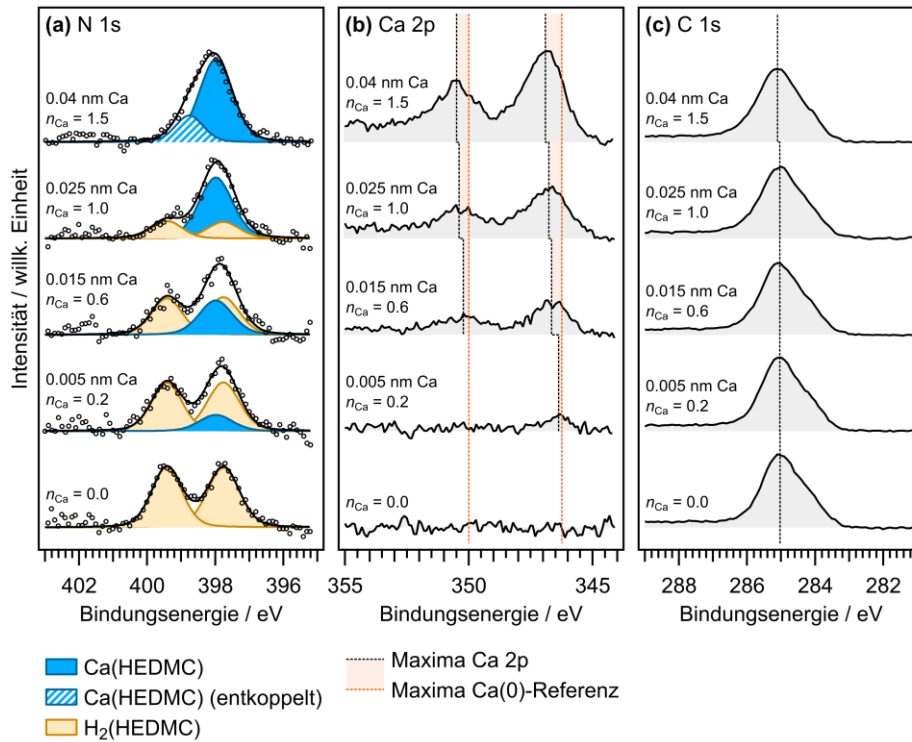 (a) N 1s
0.04 nm Ca
nCa = 1.5
0.025 nm Ca
nCa = 1.0
0.015 nm Ca
nCa = 0.6
0.005 nm Ca
nCa = 0.2
nCa = 0.0
402 400 398 396
Bindungsenergie / eV
Intensität / willk. Einheit
(b) Ca 2p
0.04 nm Ca
nCa = 1.5
0.025 nm Ca
nCa = 1.0
0.015 nm Ca
nCa = 0.6
0.005 nm Ca
nCa = 0.2
nCa = 0.0
355 350 345
Bindungsenergie / eV
(c) C 1s
0.04 nm Ca
nCa = 1.5
0.025 nm Ca
nCa = 1.0
0.015 nm Ca
nCa = 0.6
0.005 nm Ca
nCa = 0.2
nCa = 0.0
288 286 284 282
Bindungsenergie / eV
Ca(HEDMC)
Ca(HEDMC) (entkoppelt)
H2(HEDMC)
Maxima Ca 2p
Maxima Ca(0)-Referenz